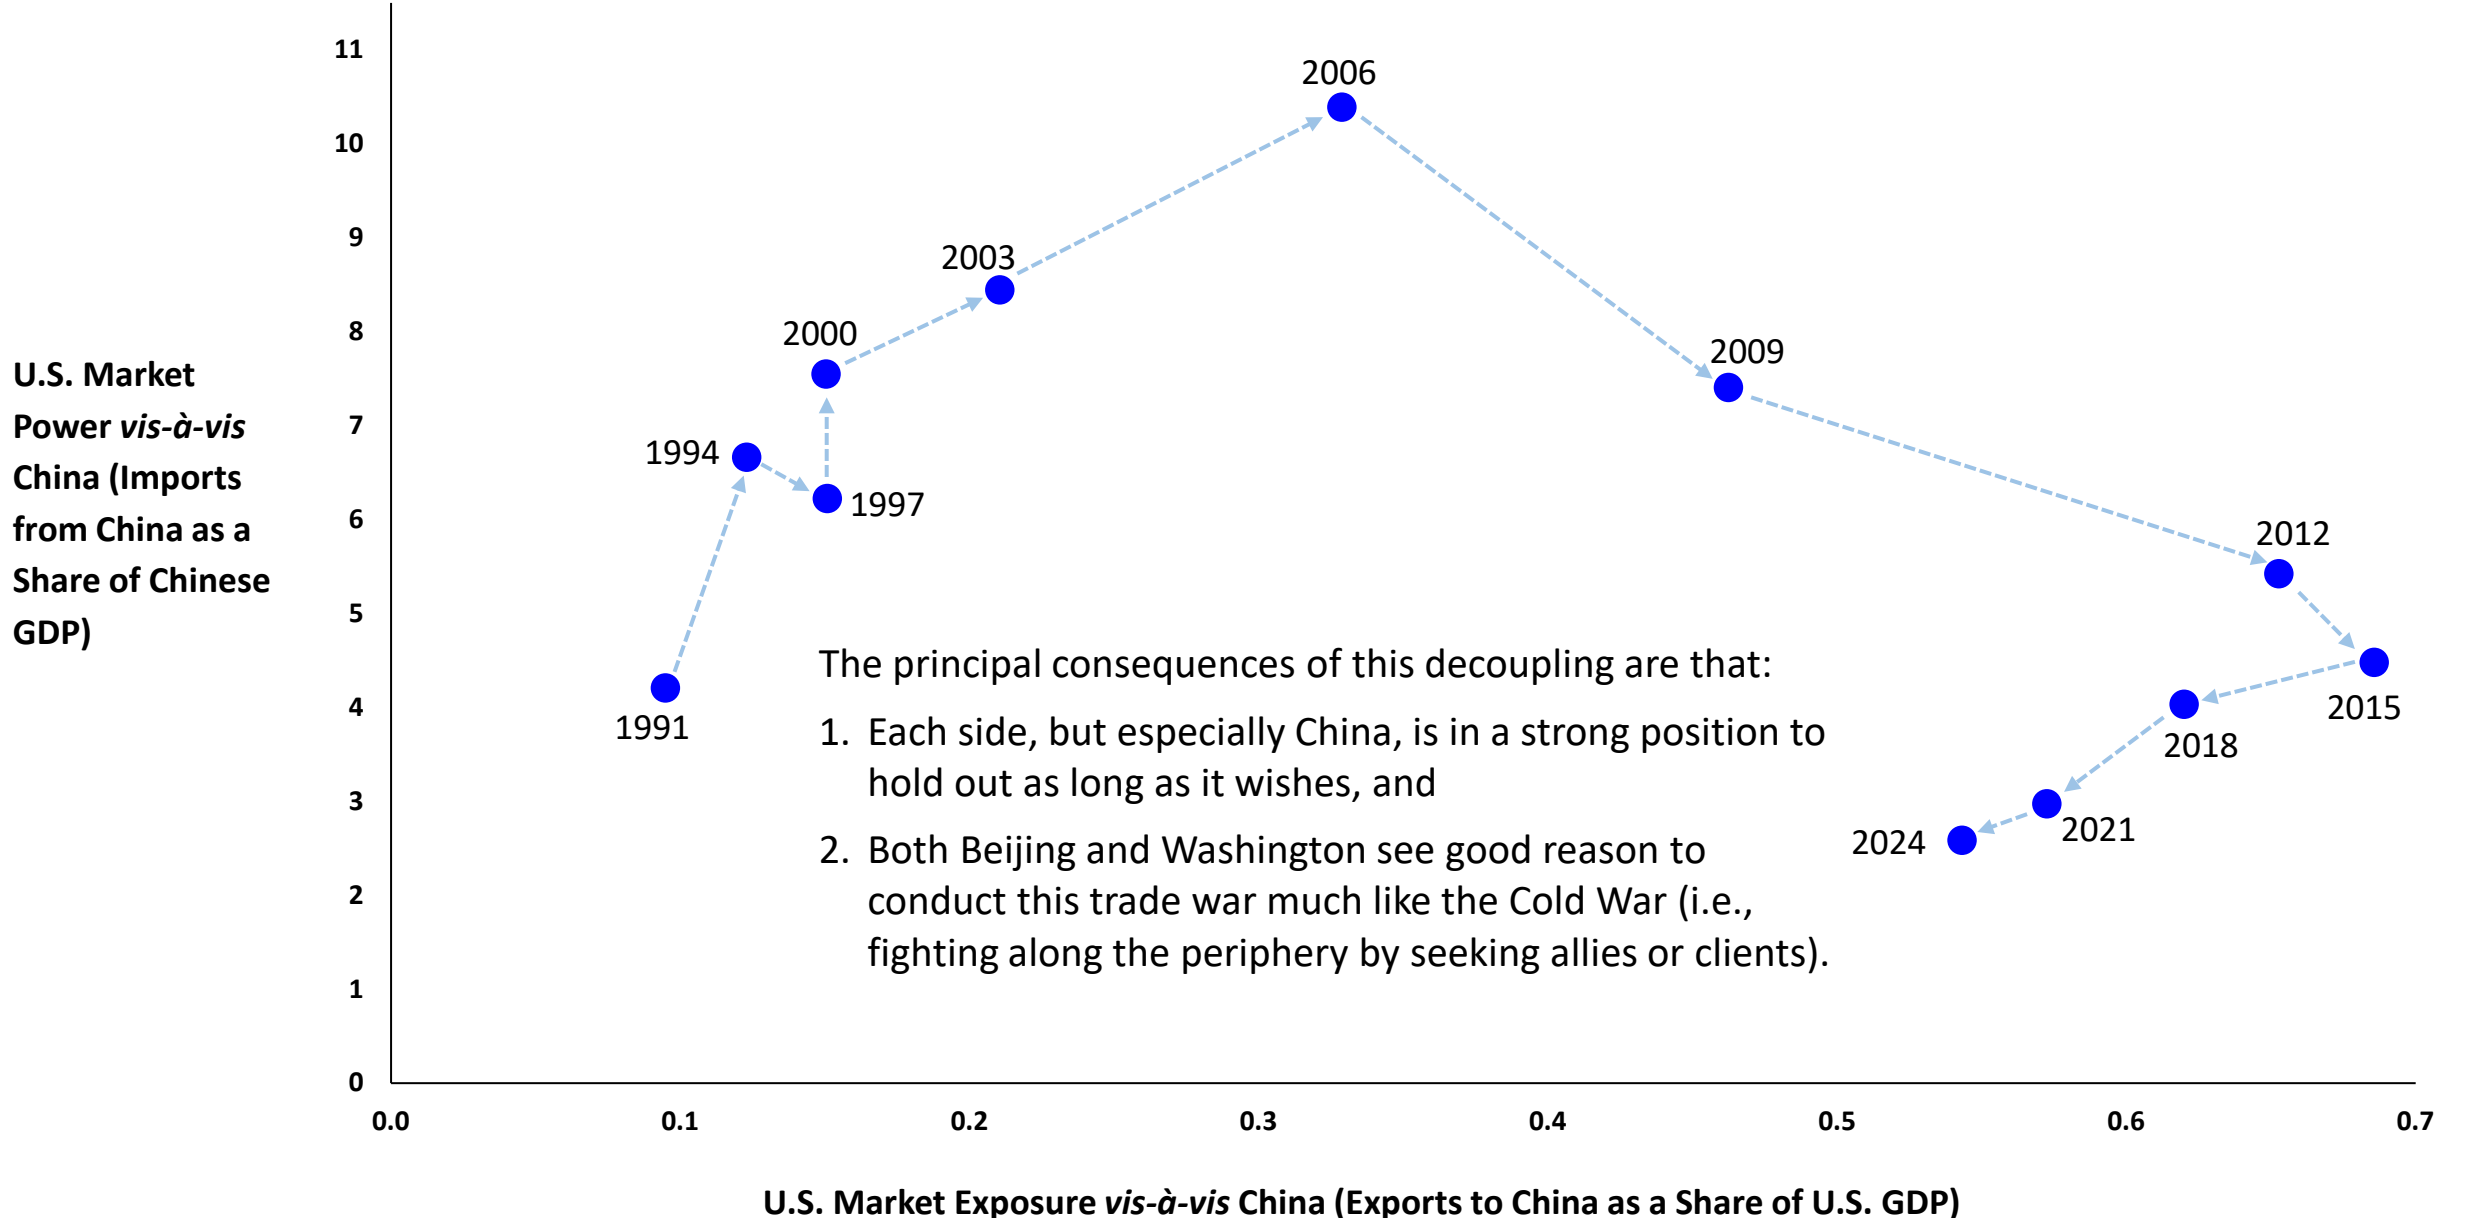 11
10
9
8
7
6
5
4
3
2
1
0
U.S. Market
Power vis-à-vis
China (Imports
from China as a
Share of Chinese
GDP)
2006
2003
2000
2009
1994
1997
2012
1991
2015
2018
2021
2024
The principal consequences of this decoupling are that:
1. Each side, but especially China, is in a strong position to
hold out as long as it wishes, and
2. Both Beijing and Washington see good reason to
conduct this trade war much like the Cold War (i.e.,
fighting along the periphery by seeking allies or clients).
0.0 0.1 0.2 0.3 0.4 0.5 0.6 0.7
U.S. Market Exposure vis-à-vis China (Exports to China as a Share of U.S. GDP)